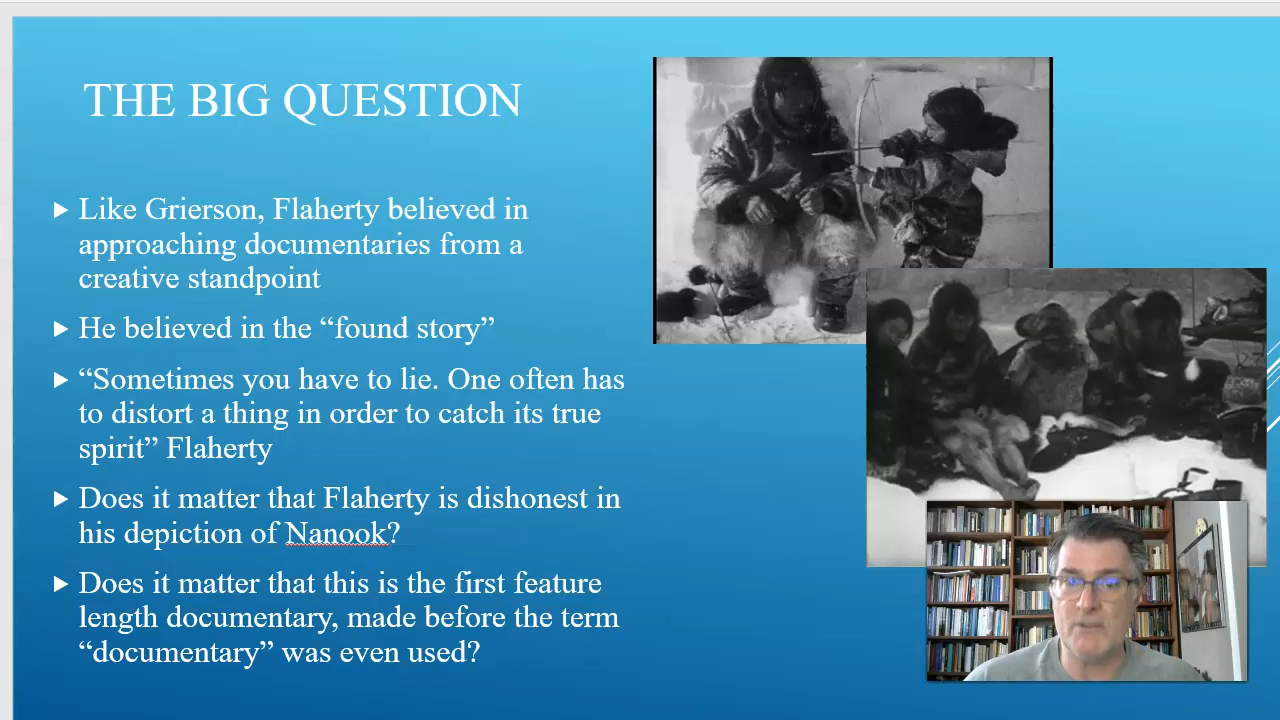 THE BIG QUESTION
Like Grierson, Flaherty believed in
approaching documentaries from a
creative standpoint
He believed in the “found story”
“Sometimes you have to lie. One often has
to distort a thing in order to catch its true
spirit” Flaherty
Does it matter that Flaherty is dishonest in
his depiction of Nanook?
Does it matter that this is the first feature
length documentary, made before the term
“documentary” was even used?